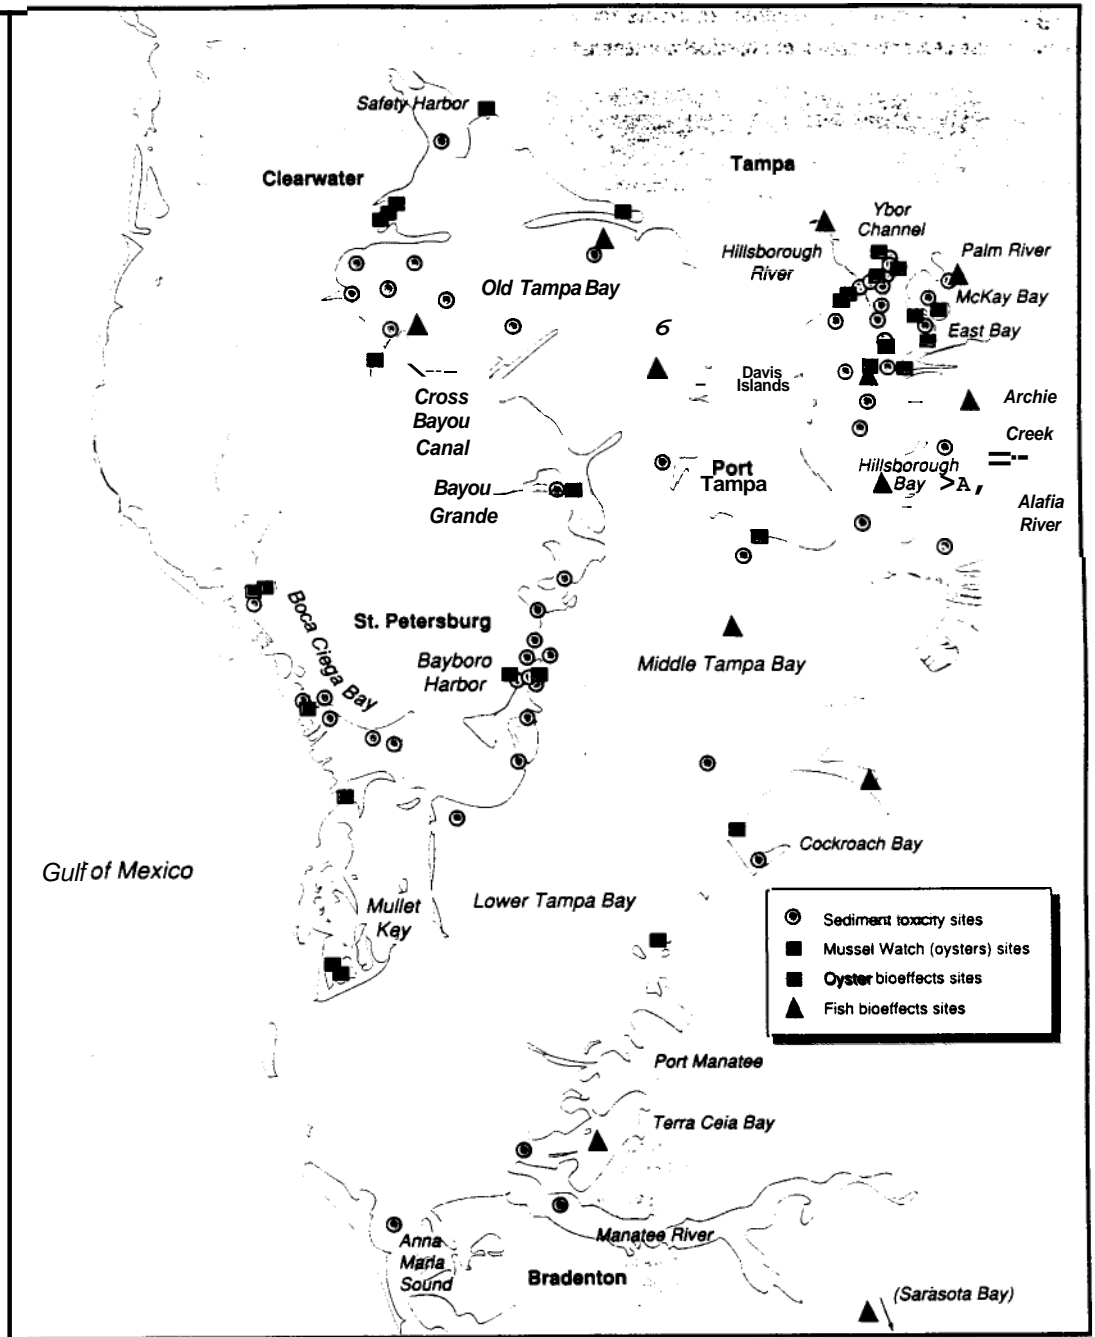 Safety Harbor
Clearwater
Tampa
Ybor
Channel
Hillsborough
River
Palm River
McKay Bay
Old Tampa Bay
East Bay
6
Davis
Islands
Cross
Bayou
Canal
Archie
Creek
Port
Tampa
Hillsborough
Bay >A,
Bayou
Grande
Alafia
River
Boca Ciega Bay
St. Petersburg
Bayboro
Harbor
Middle Tampa Bay
Cockroach Bay
Gulf of Mexico
Mullet
Key
Lower Tampa Bay
Sediment toxicity sites
Mussel Watch (oysters) sites
Oyster bioeffects sites
Fish bioeffects sites
Port Manatee
Terra Ceia Bay
Manatee River
Anna
Maria
Sound
Bradenton
(Sarasota Bay)